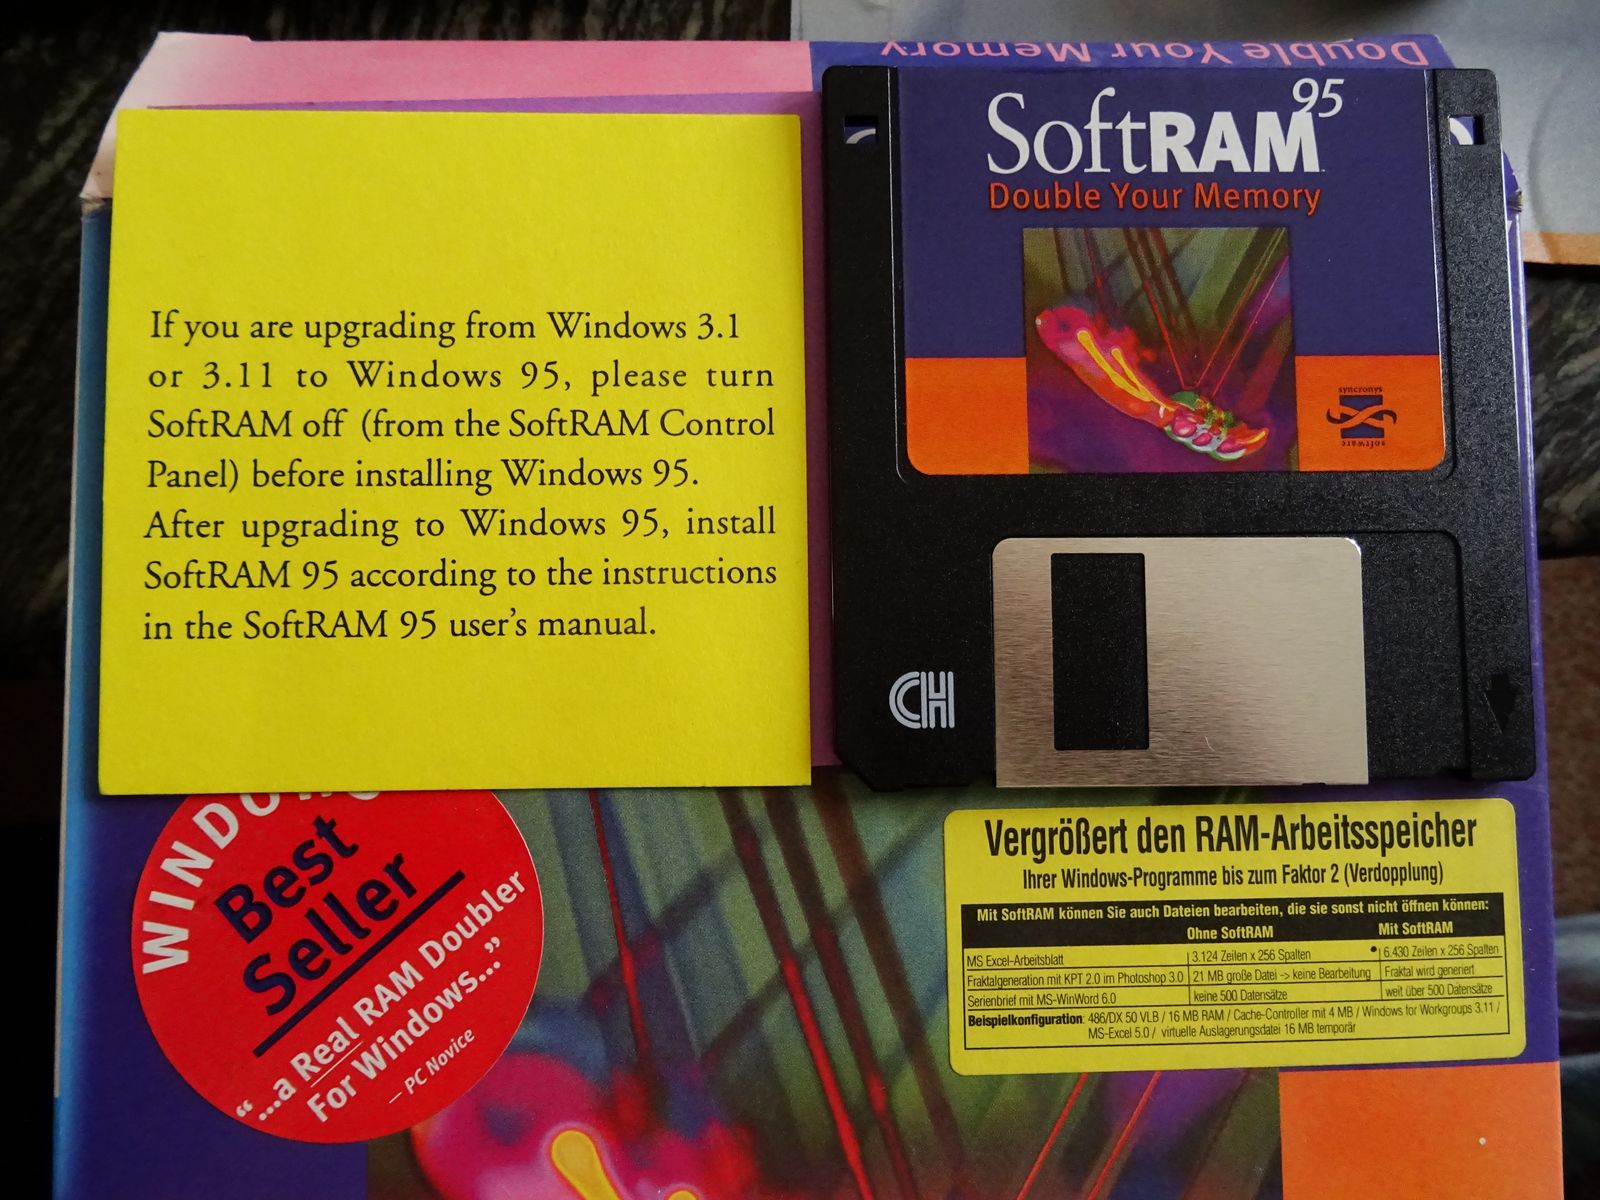 Double Your Memory
SoftRAM 95
Double Your Memory
syncronys
software
CH
If you are upgrading from Windows 3.1
or 3.11 to Windows 95, please turn
SoftRAM off (from the SoftRAM Control
Panel) before installing Windows 95.
After upgrading to Windows 95, install
SoftRAM 95 according to the instructions
in the SoftRAM 95 user's manual.
Best
Seller
"...a Real RAM Doubler
For Windows..."
– PC Novice
Vergrößert den RAM-Arbeitsspeicher
Ihrer Windows-Programme bis zum Faktor 2 (Verdopplung)
Mit SoftRAM können Sie auch Dateien bearbeiten, die sie sonst nicht öffnen können:
Ohne SoftRAM Mit SoftRAM
MS Excel-Arbeitsblatt 3.124 Zeilen x 256 Spalten • 6.430 Zeilen x 256 Spalten
Fraktalgeneration mit KPT 2.0 im Photoshop 3.0 21 MB große Datei -> keine Bearbeitung Fraktal wird generiert
Serienbrief mit MS-WinWord 6.0 keine 500 Datensätze weit über 500 Datensätze
Beispielkonfiguration: 486/DX 50 VLB / 16 MB RAM / Cache-Controller mit 4 MB / Windows for Workgroups 3.11 /
MS-Excel 5.0 / virtuelle Auslagerungsdatei 16 MB temporär